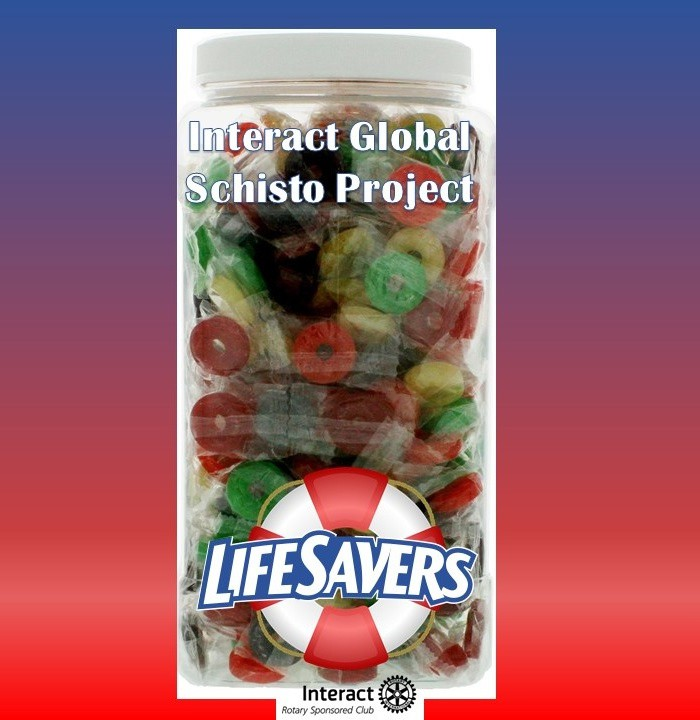 Interact Global
Schisto Project
LIFESAVERS
Interact
Rotary Sponsored Club